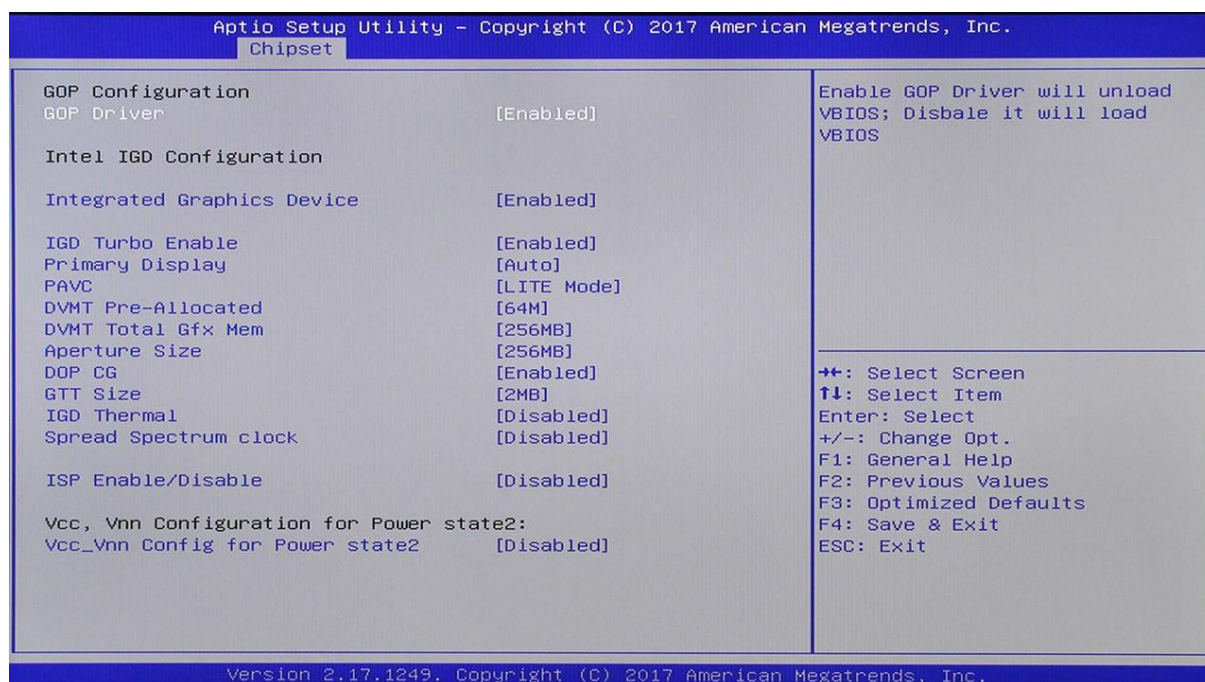 Aptio Setup Utility – Copyright (C) 2017 American Megatrends, Inc.
Chipset
GOP Configuration
GOP Driver [Enabled]
Intel IGD Configuration
Integrated Graphics Device [Enabled]
IGD Turbo Enable [Enabled]
Primary Display [Auto]
PAVC [LITE Mode]
DVMT Pre-Allocated [64M]
DVMT Total Gfx Mem [256MB]
Aperture Size [256MB]
DOP CG [Enabled]
GTT Size [2MB]
IGD Thermal [Disabled]
Spread Spectrum clock [Disabled]
ISP Enable/Disable [Disabled]
Vcc, Vnn Configuration for Power state2:
Vcc_Vnn Config for Power state2 [Disabled]
Enable GOP Driver will unload
VBIOS; Disbale it will load
VBIOS
→←: Select Screen
↑↓: Select Item
Enter: Select
+/-: Change Opt.
F1: General Help
F2: Previous Values
F3: Optimized Defaults
F4: Save & Exit
ESC: Exit
Version 2.17.1249. Copyright (C) 2017 American Megatrends, Inc.